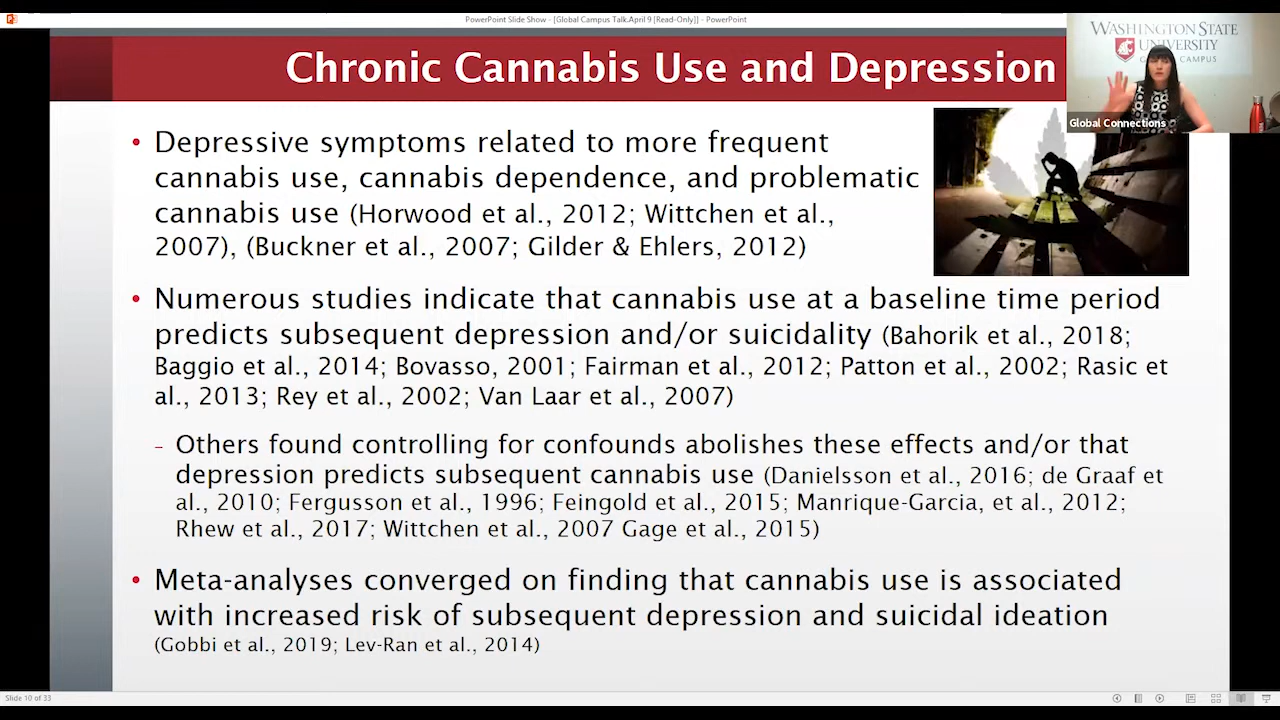 PowerPoint Slide Show - [Global Campus Talk.April 9 [Read-Only]] - PowerPoint
Chronic Cannabis Use and Depression
WASHINGTON STATE
UNIVERSITY
CAMPUS
Global Connections
• Depressive symptoms related to more frequent
cannabis use, cannabis dependence, and problematic
cannabis use (Horwood et al., 2012; Wittchen et al.,
2007), (Buckner et al., 2007; Gilder & Ehlers, 2012)
• Numerous studies indicate that cannabis use at a baseline time period
predicts subsequent depression and/or suicidality (Bahorik et al., 2018;
Baggio et al., 2014; Bovasso, 2001; Fairman et al., 2012; Patton et al., 2002; Rasic et
al., 2013; Rey et al., 2002; Van Laar et al., 2007)
– Others found controlling for confounds abolishes these effects and/or that
depression predicts subsequent cannabis use (Danielsson et al., 2016; de Graaf et
al., 2010; Fergusson et al., 1996; Feingold et al., 2015; Manrique-Garcia, et al., 2012;
Rhew et al., 2017; Wittchen et al., 2007 Gage et al., 2015)
• Meta-analyses converged on finding that cannabis use is associated
with increased risk of subsequent depression and suicidal ideation
(Gobbi et al., 2019; Lev-Ran et al., 2014)
Slide 10 of 33